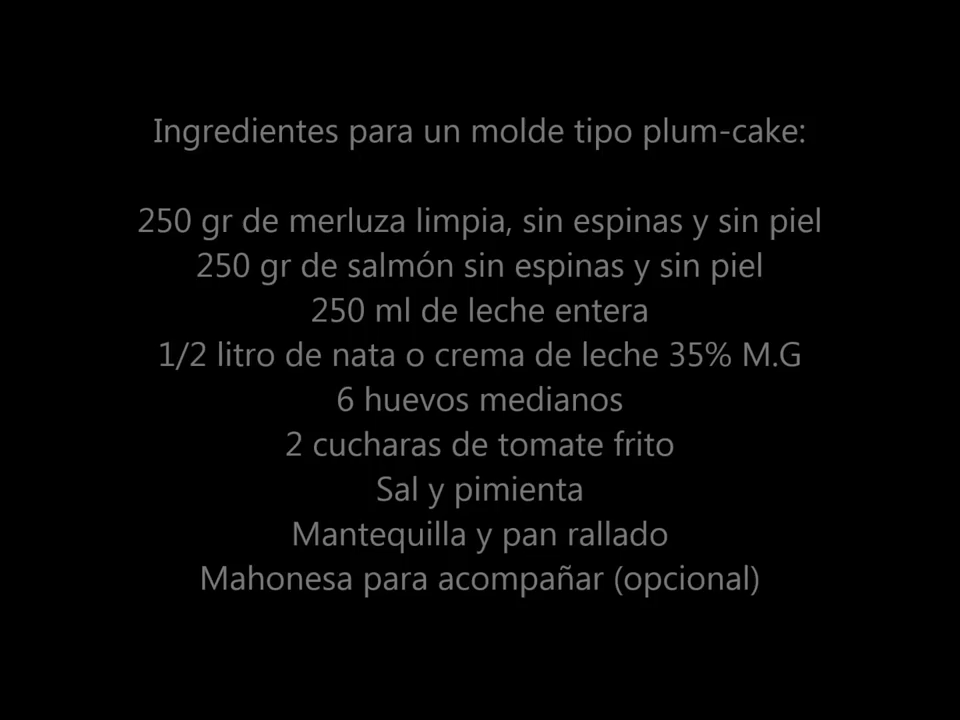 Ingredientes para un molde tipo plum-cake:
250 gr de merluza limpia, sin espinas y sin piel
250 gr de salmón sin espinas y sin piel
250 ml de leche entera
1/2 litro de nata o crema de leche 35% M.G
6 huevos medianos
2 cucharas de tomate frito
Sal y pimienta
Mantequilla y pan rallado
Mahonesa para acompañar (opcional)